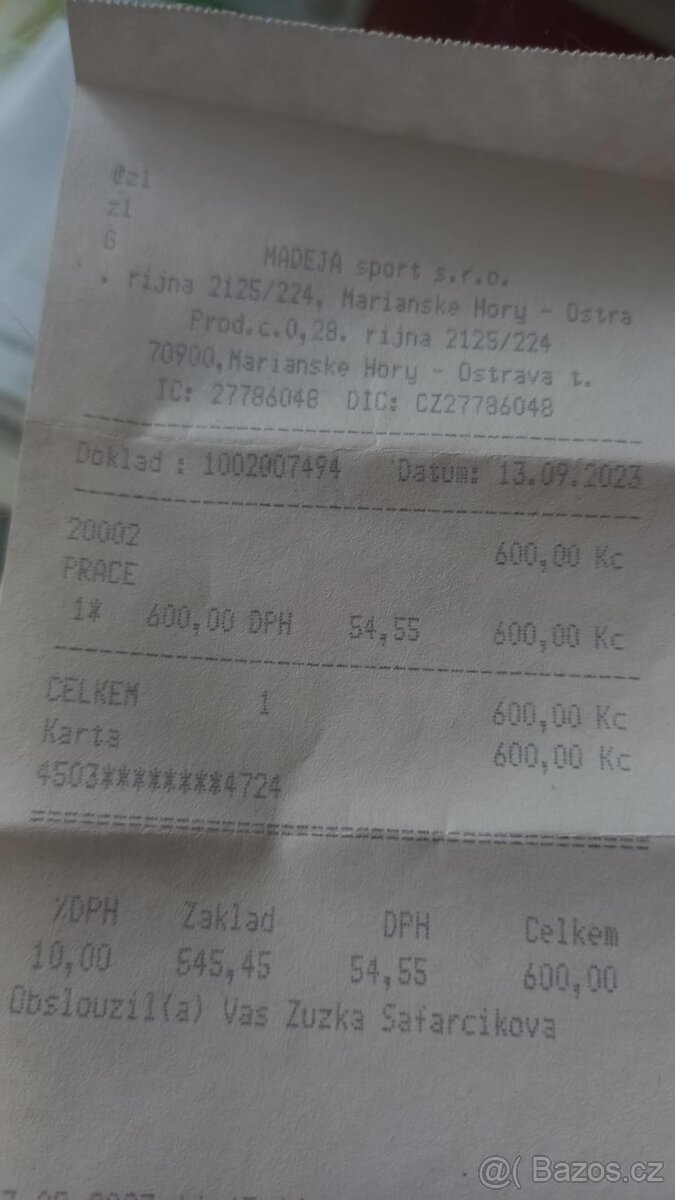 @z1
z1
G
MADEJA sport s.r.o.
. . rijna 2125/224, Marianske Hory - Ostra
Prod.c.0,28. rijna 2125/224
70900,Marianske Hory - Ostrava t.
IC: 27786048 DIC: CZ27786048
Doklad : 1002007494 Datum: 13.09.2023
20002 600,00 Kc
PRACE
1* 600,00 DPH 54,55 600,00 Kc
CELKEM 1 600,00 Kc
Karta 600,00 Kc
4503********4724
%DPH Zaklad DPH Celkem
10,00 545,45 54,55 600,00
Obslouzil(a) Vas Zuzka Safarcikova
@( Bazos.cz